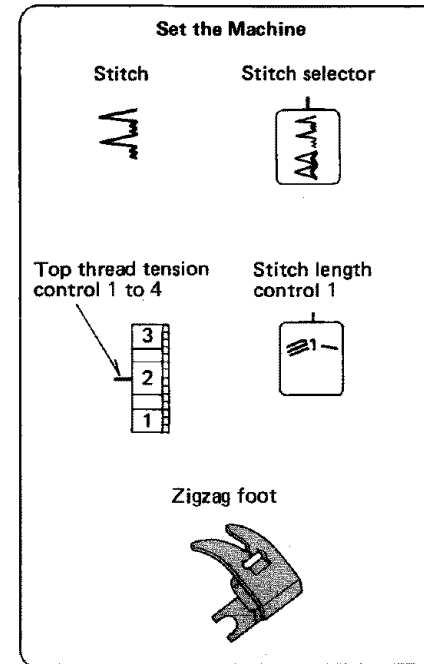 Set the Machine
Stitch
Stitch selector
Top thread tension
control 1 to 4
Stitch length
control 1
3
2
1
1
Zigzag foot